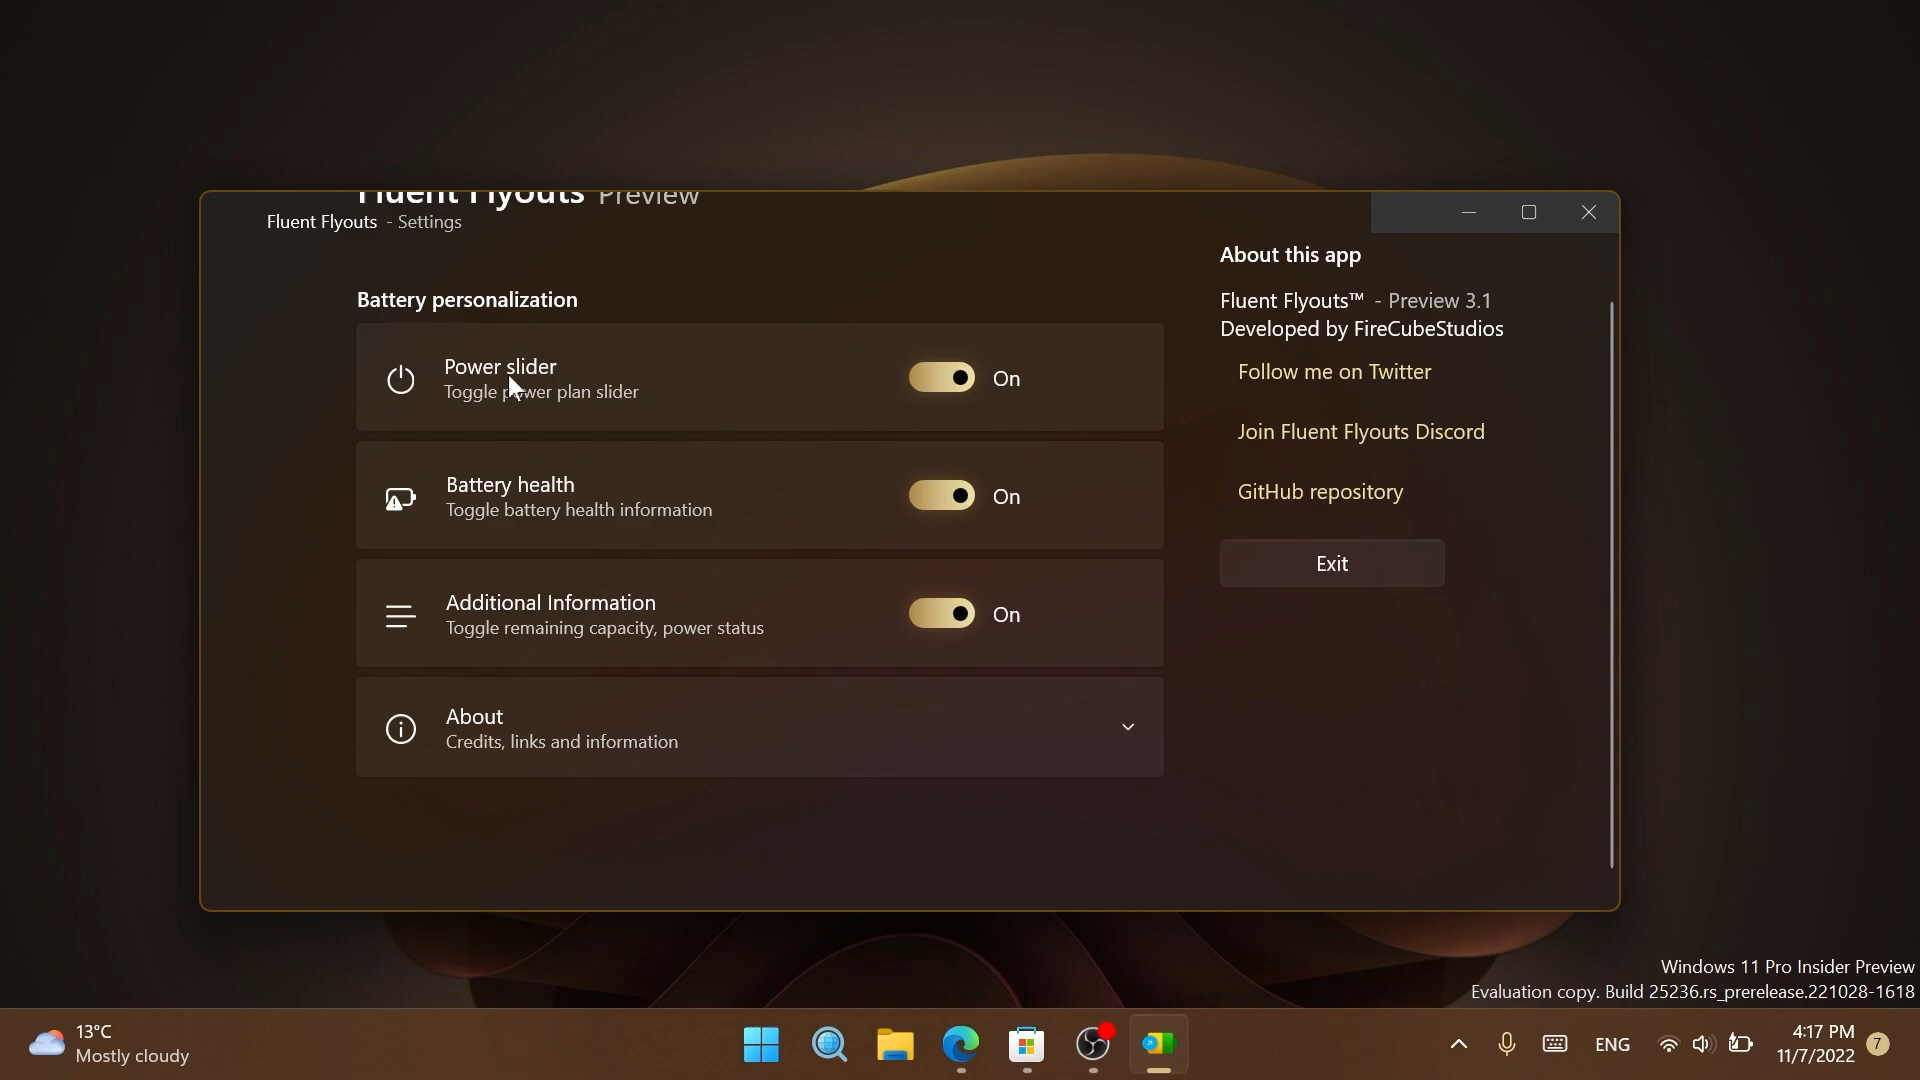 Fluent Flyouts Preview
Fluent Flyouts - Settings
Battery personalization
Power slider
Toggle power plan slider
On
Battery health
Toggle battery health information
On
Additional Information
Toggle remaining capacity, power status
On
About
Credits, links and information
About this app
Fluent Flyouts™ - Preview 3.1
Developed by FireCubeStudios
Follow me on Twitter
Join Fluent Flyouts Discord
GitHub repository
Exit
Windows 11 Pro Insider Preview
Evaluation copy. Build 25236.rs_prerelease.221028-1618
13°C
Mostly cloudy
ENG
4:17 PM
11/7/2022
7